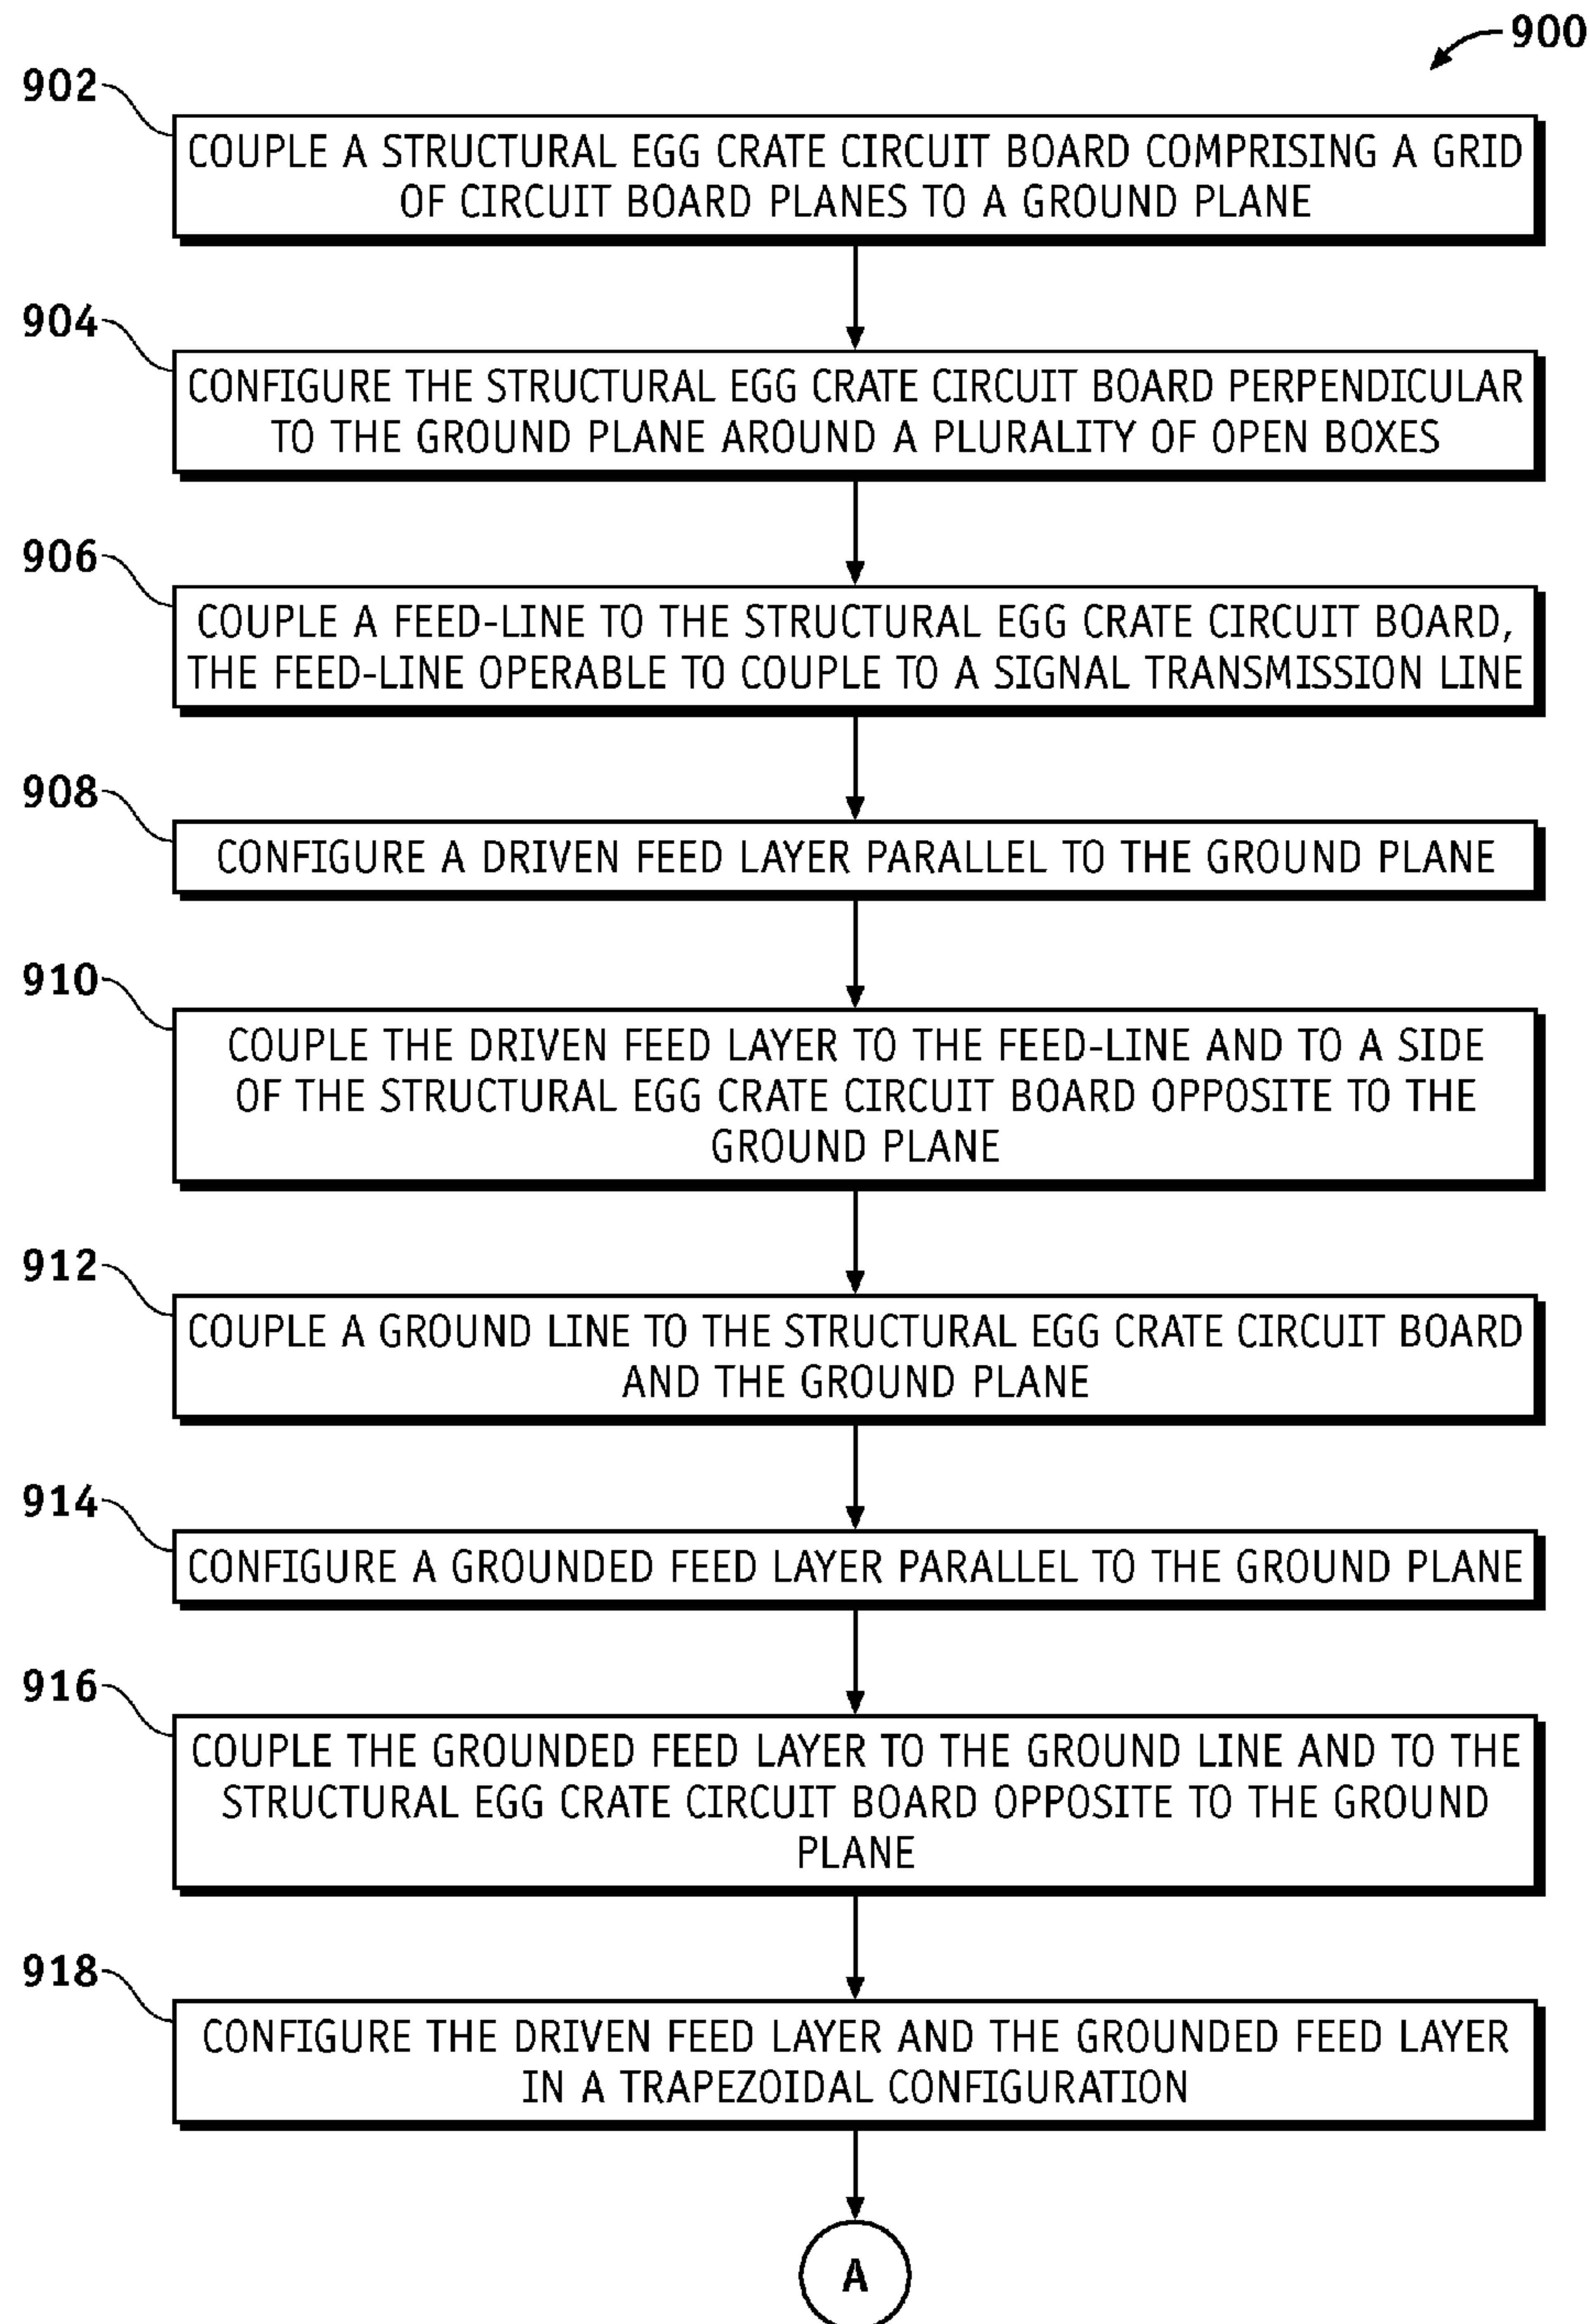 900
902
COUPLE A STRUCTURAL EGG CRATE CIRCUIT BOARD COMPRISING A GRID
OF CIRCUIT BOARD PLANES TO A GROUND PLANE
904
CONFIGURE THE STRUCTURAL EGG CRATE CIRCUIT BOARD PERPENDICULAR
TO THE GROUND PLANE AROUND A PLURALITY OF OPEN BOXES
906
COUPLE A FEED-LINE TO THE STRUCTURAL EGG CRATE CIRCUIT BOARD,
THE FEED-LINE OPERABLE TO COUPLE TO A SIGNAL TRANSMISSION LINE
908
CONFIGURE A DRIVEN FEED LAYER PARALLEL TO THE GROUND PLANE
910
COUPLE THE DRIVEN FEED LAYER TO THE FEED-LINE AND TO A SIDE
OF THE STRUCTURAL EGG CRATE CIRCUIT BOARD OPPOSITE TO THE
GROUND PLANE
912
COUPLE A GROUND LINE TO THE STRUCTURAL EGG CRATE CIRCUIT BOARD
AND THE GROUND PLANE
914
CONFIGURE A GROUNDED FEED LAYER PARALLEL TO THE GROUND PLANE
916
COUPLE THE GROUNDED FEED LAYER TO THE GROUND LINE AND TO THE
STRUCTURAL EGG CRATE CIRCUIT BOARD OPPOSITE TO THE GROUND
PLANE
918
CONFIGURE THE DRIVEN FEED LAYER AND THE GROUNDED FEED LAYER
IN A TRAPEZOIDAL CONFIGURATION
A